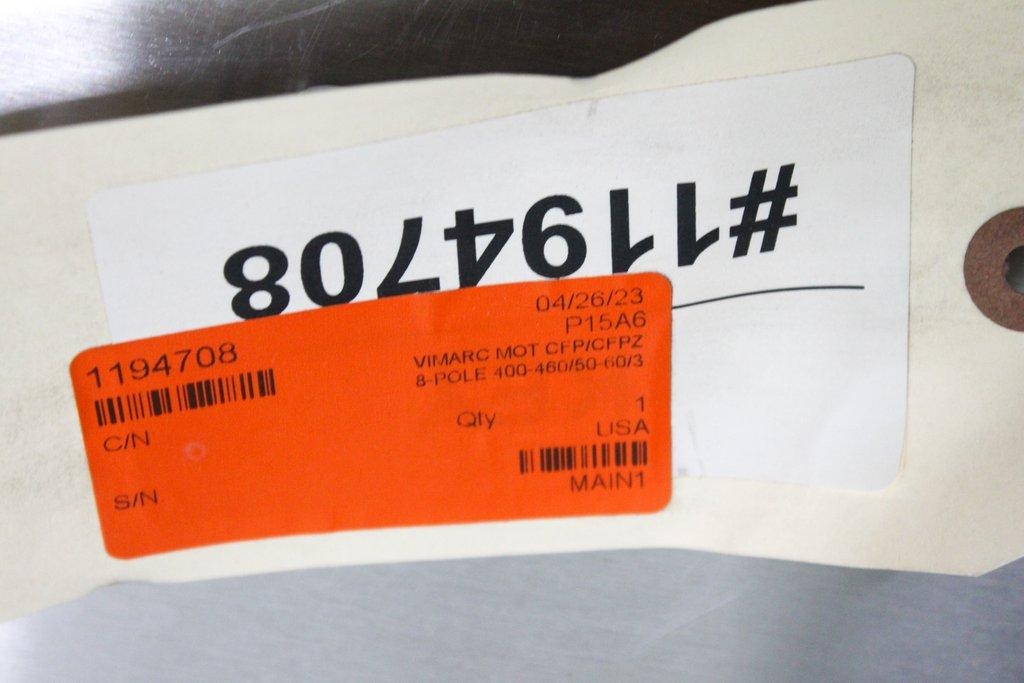 #1194708
1194708
04/26/23
P15A6
VIMARC MOT CFP/CFPZ
8-POLE 400-460/50-60/3
C/N
Qty 1
LISA
S/N
MAIN1